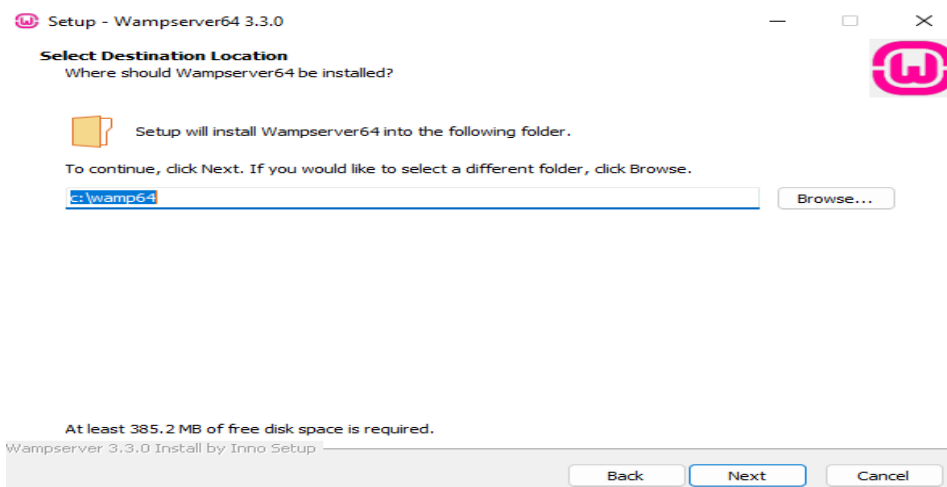 Setup - Wampserver64 3.3.0
Select Destination Location
Where should Wampserver64 be installed?
Setup will install Wampserver64 into the following folder.
To continue, click Next. If you would like to select a different folder, click Browse.
c:\wamp64
Browse...
At least 385.2 MB of free disk space is required.
Wampserver 3.3.0 Install by Inno Setup
Back
Next
Cancel